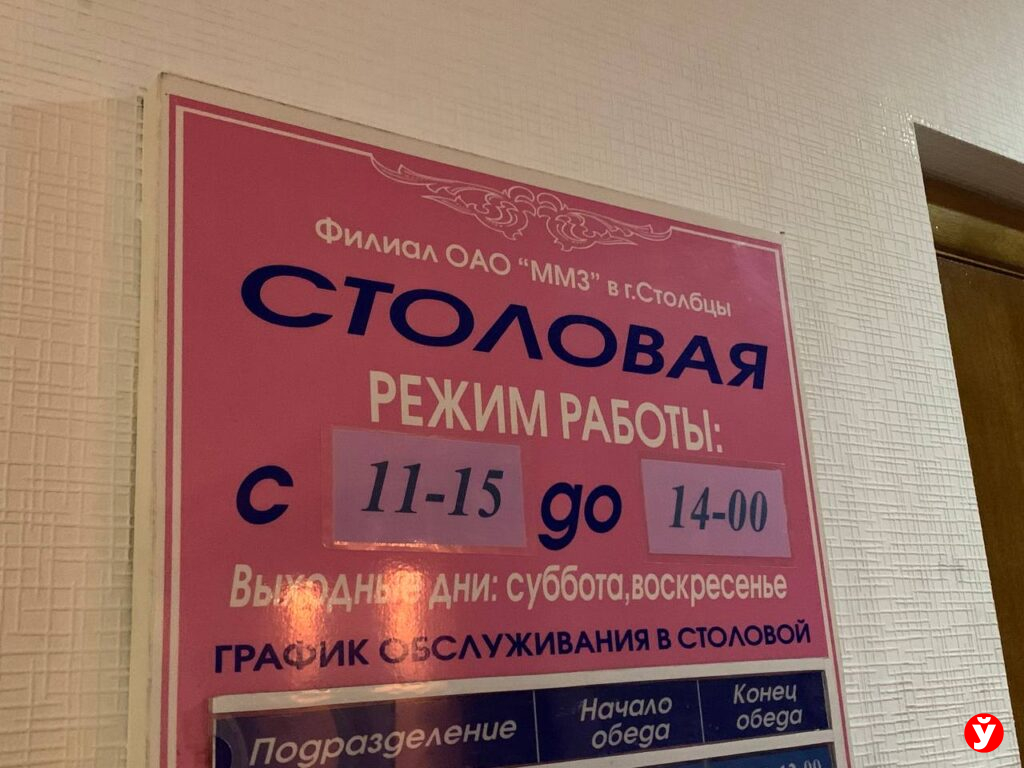 Филиал ОАО “ММЗ” в г.Столбцы
СТОЛОВАЯ
РЕЖИМ РАБОТЫ:
с 11-15 до 14-00
Выходные дни: суббота,воскресенье
ГРАФИК ОБСЛУЖИВАНИЯ В СТОЛОВОЙ
Подразделение Начало обеда Конец обеда
Ў